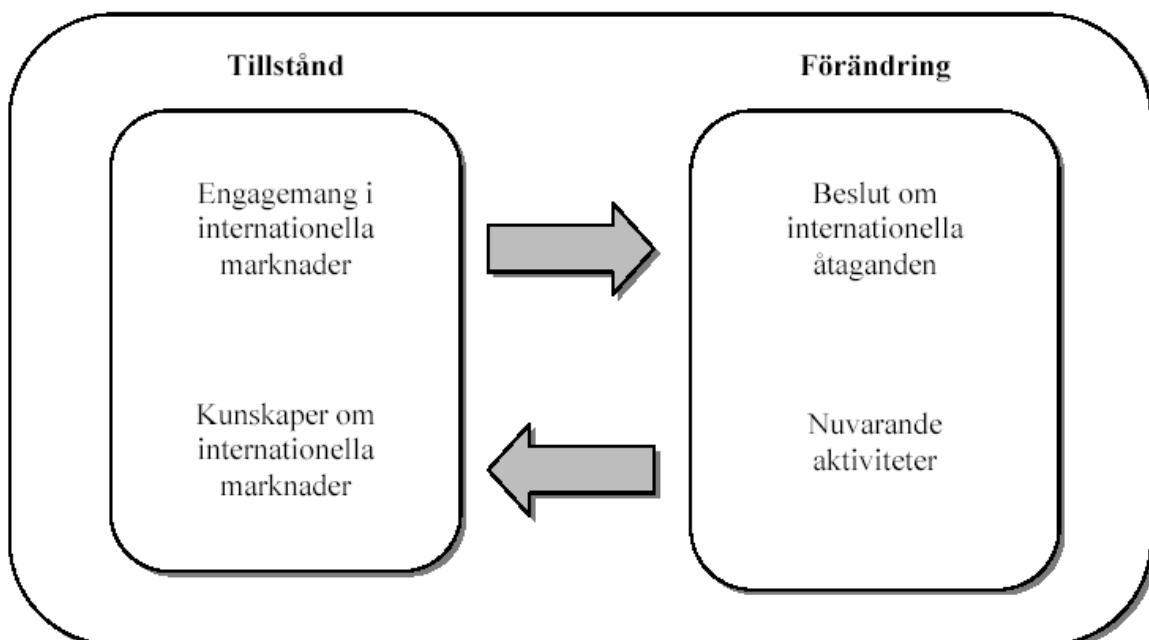 Tillstånd
Engagemang i
internationella
marknader
Kunskaper om
internationella
marknader
Förändring
Beslut om
internationella
åtaganden
Nuvarande
aktiviteter